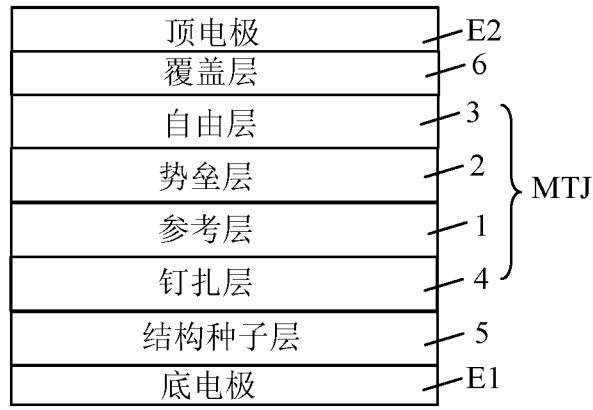 顶电极 E2
覆盖层 6
自由层 3
势垒层 2
MTJ
参考层 1
钉扎层 4
结构种子层 5
底电极 E1